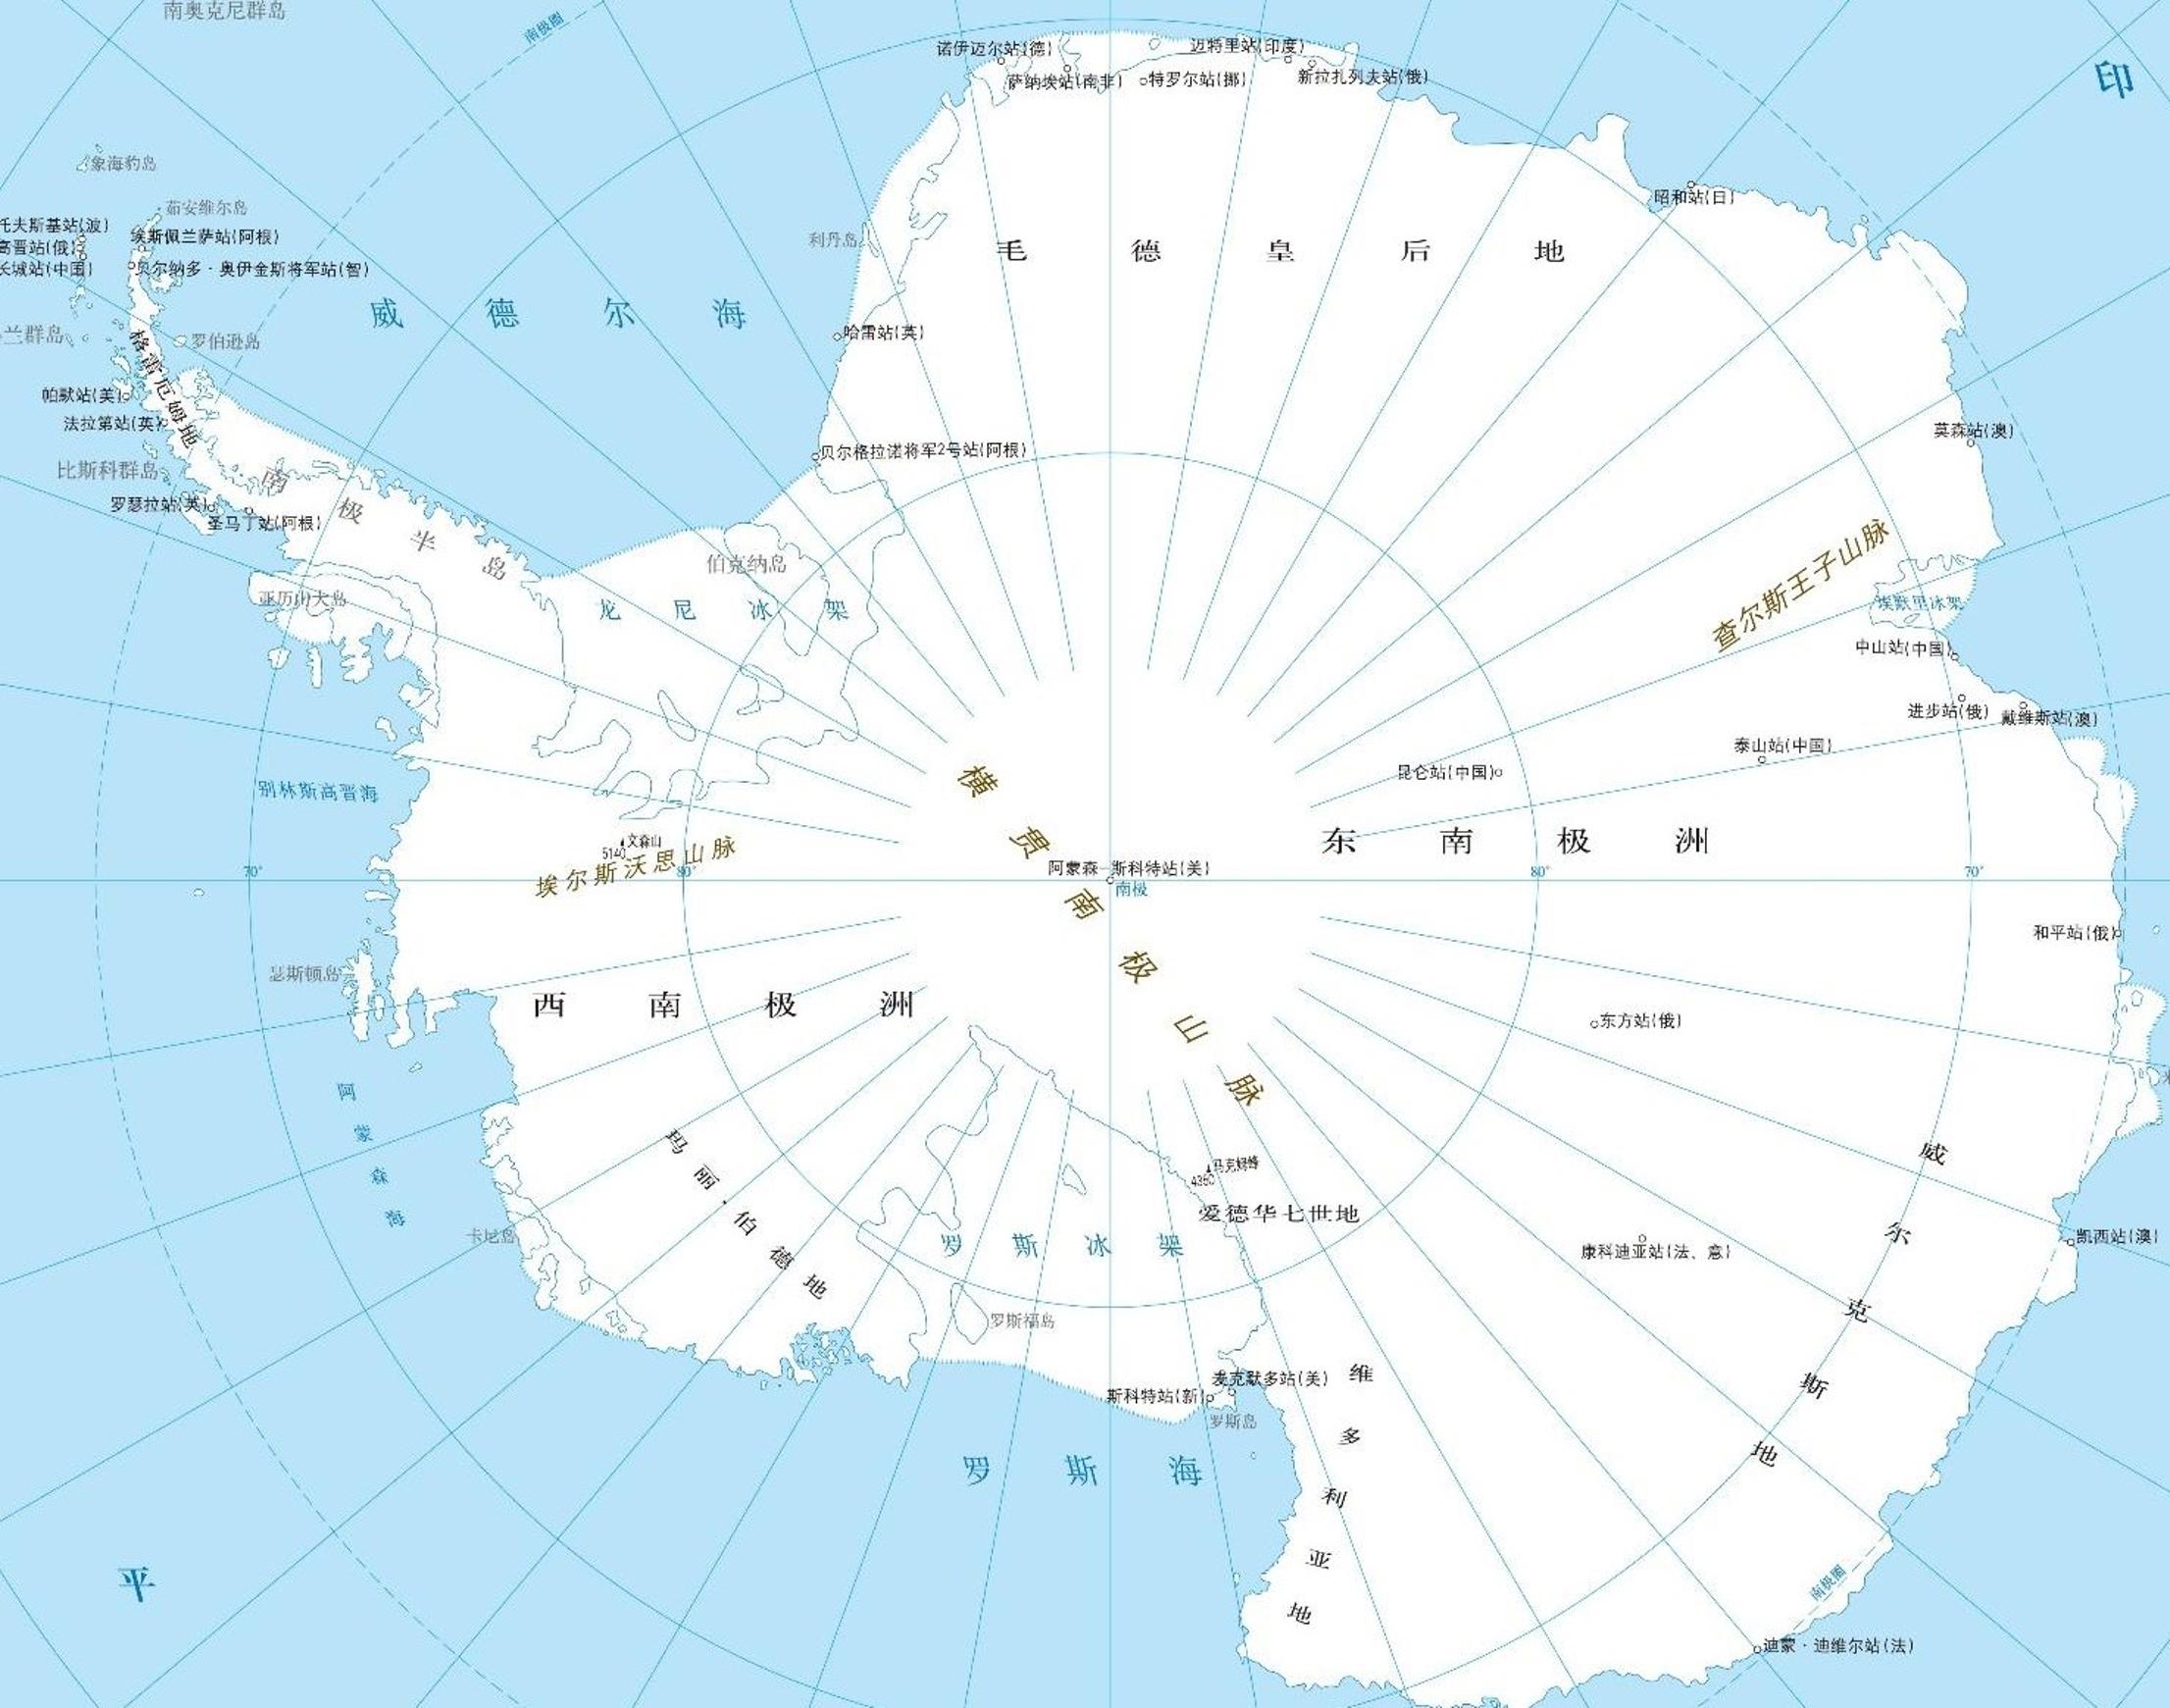 南奥克尼群岛
南极圈
诺伊迈尔站(德)
迈特里站(印度)
萨纳埃站(南非)
特罗尔站(挪)
新拉扎列夫站(俄)
印
象海豹岛
茹安维尔岛
昭和站(日)
托夫斯基站(波)
埃斯佩兰萨站(阿根)
高晋站(俄)
长城站(中国)
贝尔纳多·奥伊金斯将军站(智)
利丹岛
毛德皇后地
威德尔海
兰群岛
罗伯逊岛
哈雷站(英)
格雷厄姆地
帕默站(美)
法拉第站(英)
莫森站(澳)
贝尔格拉诺将军2号站(阿根)
比斯科群岛
南极半岛
罗瑟拉站(英)
圣马丁站(阿根)
查尔斯王子山脉
伯克纳岛
亚历山大岛
龙尼冰架
埃默里冰架
中山站(中国)
进步站(俄)
戴维斯站(澳)
泰山站(中国)
昆仑站(中国)
别林斯高晋海
横贯南极山脉
文森山
5140
埃尔斯沃思山脉
东南极洲
阿蒙森-斯科特站(美)
南极
70°
80°
80°
70°
和平站(俄)
瑟斯顿岛
西南极洲
东方站(俄)
阿蒙森海
玛丽·伯德地
威尔克斯地
马克姆峰
爱德华七世地
卡尼岛
罗斯冰架
康科迪亚站(法、意)
凯西站(澳)
罗斯福岛
维多利亚地
麦克默多站(美)
斯科特站(新)
罗斯岛
罗斯海
平
南极圈
迪蒙·迪维尔站(法)